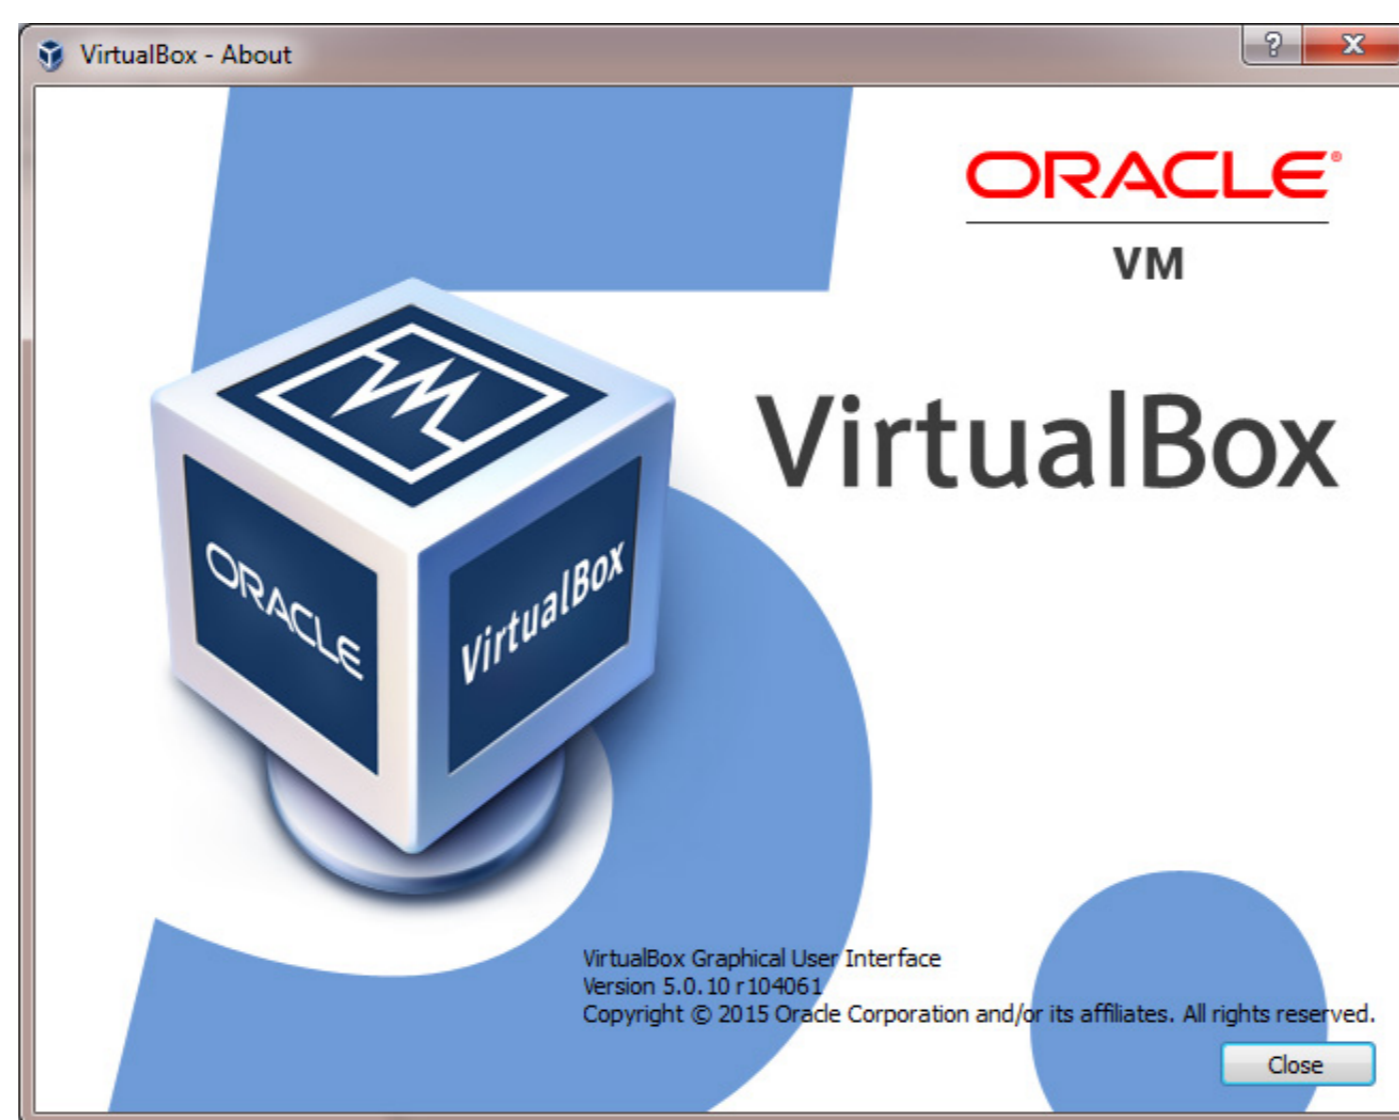 VirtualBox - About
?
X
ORACLE®
VM
VirtualBox
ORACLE
VirtualBox
5.
VirtualBox Graphical User Interface
Version 5.0.10 r104061
Copyright © 2015 Oracle Corporation and/or its affiliates. All rights reserved.
Close